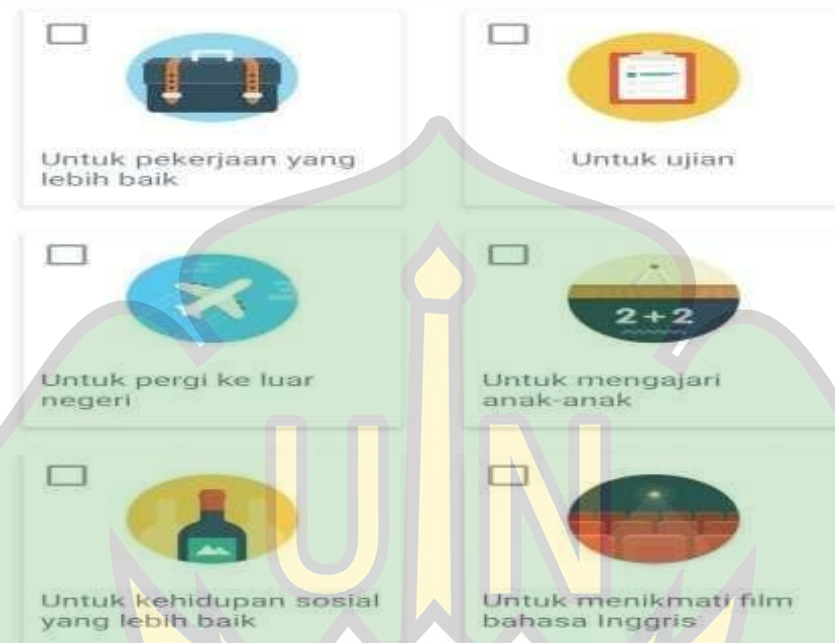 Untuk pekerjaan yang
lebih baik
Untuk ujian
Untuk pergi ke luar
negeri
2+2
Untuk mengajari
anak-anak
Untuk kehidupan sosial
yang lebih baik
Untuk menikmati film
bahasa Inggris
UIN